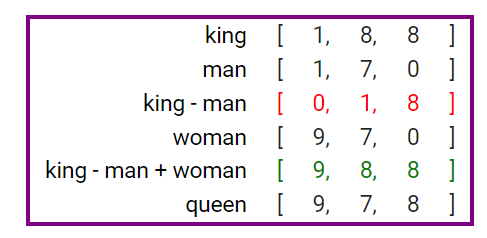 king [ 1, 8, 8 ]
man [ 1, 7, 0 ]
king - man [ 0, 1, 8 ]
woman [ 9, 7, 0 ]
king - man + woman [ 9, 8, 8 ]
queen [ 9, 7, 8 ]